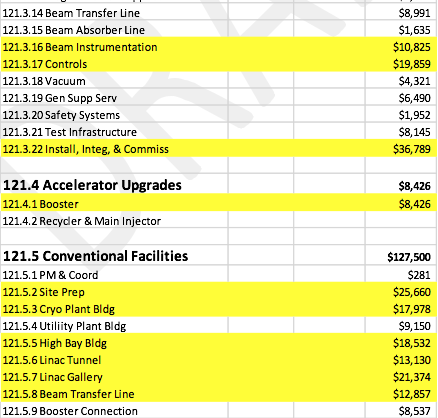 121.3.14 Beam Transfer Line $8,991
121.3.15 Beam Absorber Line $1,635
121.3.16 Beam Instrumentation $10,825
121.3.17 Controls $19,859
121.3.18 Vacuum $4,321
121.3.19 Gen Supp Serv $6,490
121.3.20 Safety Systems $1,952
121.3.21 Test Infrastructure $8,145
121.3.22 Install, Integ, & Commiss $36,789
121.4 Accelerator Upgrades $8,426
121.4.1 Booster $8,426
121.4.2 Recycler & Main Injector
121.5 Conventional Facilities $127,500
121.5.1 PM & Coord $281
121.5.2 Site Prep $25,660
121.5.3 Cryo Plant Bldg $17,978
121.5.4 Utiliity Plant Bldg $9,150
121.5.5 High Bay Bldg $18,532
121.5.6 Linac Tunnel $13,130
121.5.7 Linac Gallery $21,374
121.5.8 Beam Transfer Line $12,857
121.5.9 Booster Connection $8,537